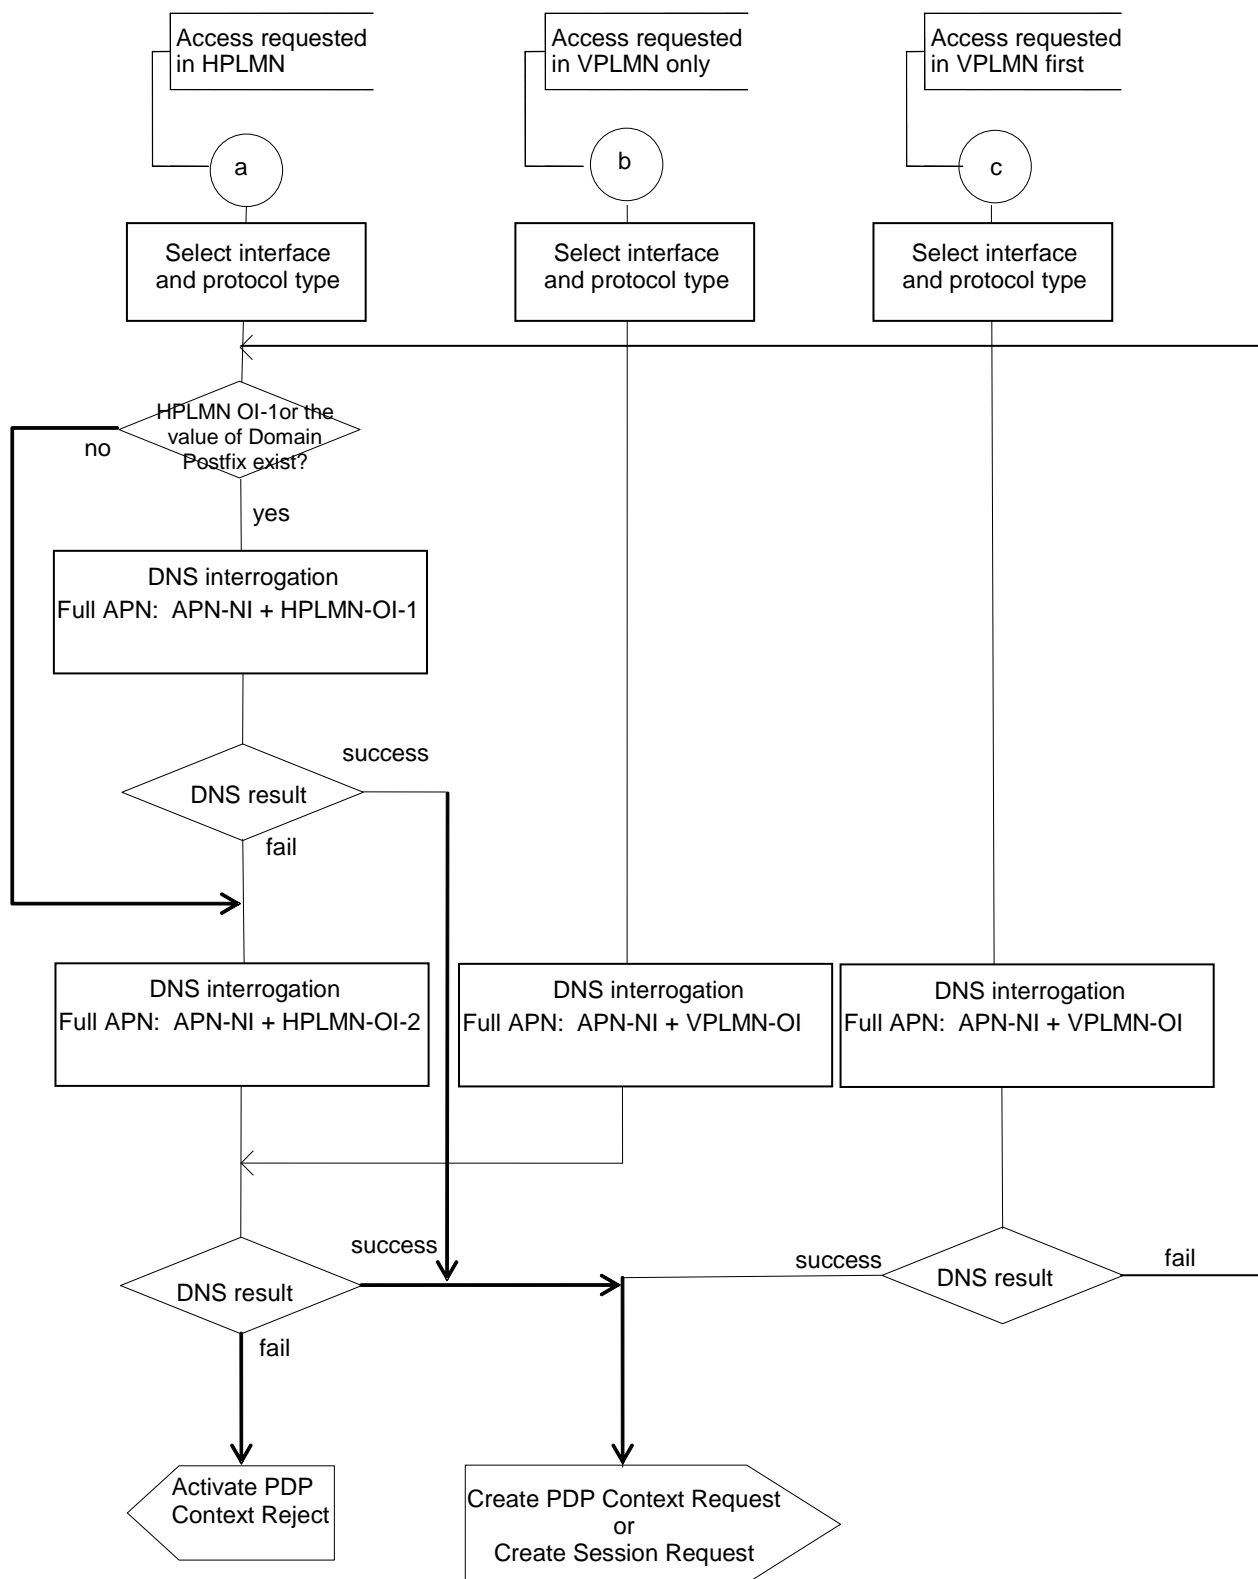 Access requested
in HPLMN
Access requested
in VPLMN only
Access requested
in VPLMN first
a
b
c
Select interface
and protocol type
Select interface
and protocol type
Select interface
and protocol type
HPLMN OI-1or the
value of Domain
Postfix exist?
no
yes
DNS interrogation
Full APN: APN-NI + HPLMN-OI-1
success
DNS result
fail
DNS interrogation
Full APN: APN-NI + HPLMN-OI-2
DNS interrogation
Full APN: APN-NI + VPLMN-OI
DNS interrogation
Full APN: APN-NI + VPLMN-OI
success
DNS result
fail
success
DNS result
fail
Activate PDP
Context Reject
Create PDP Context Request
or
Create Session Request